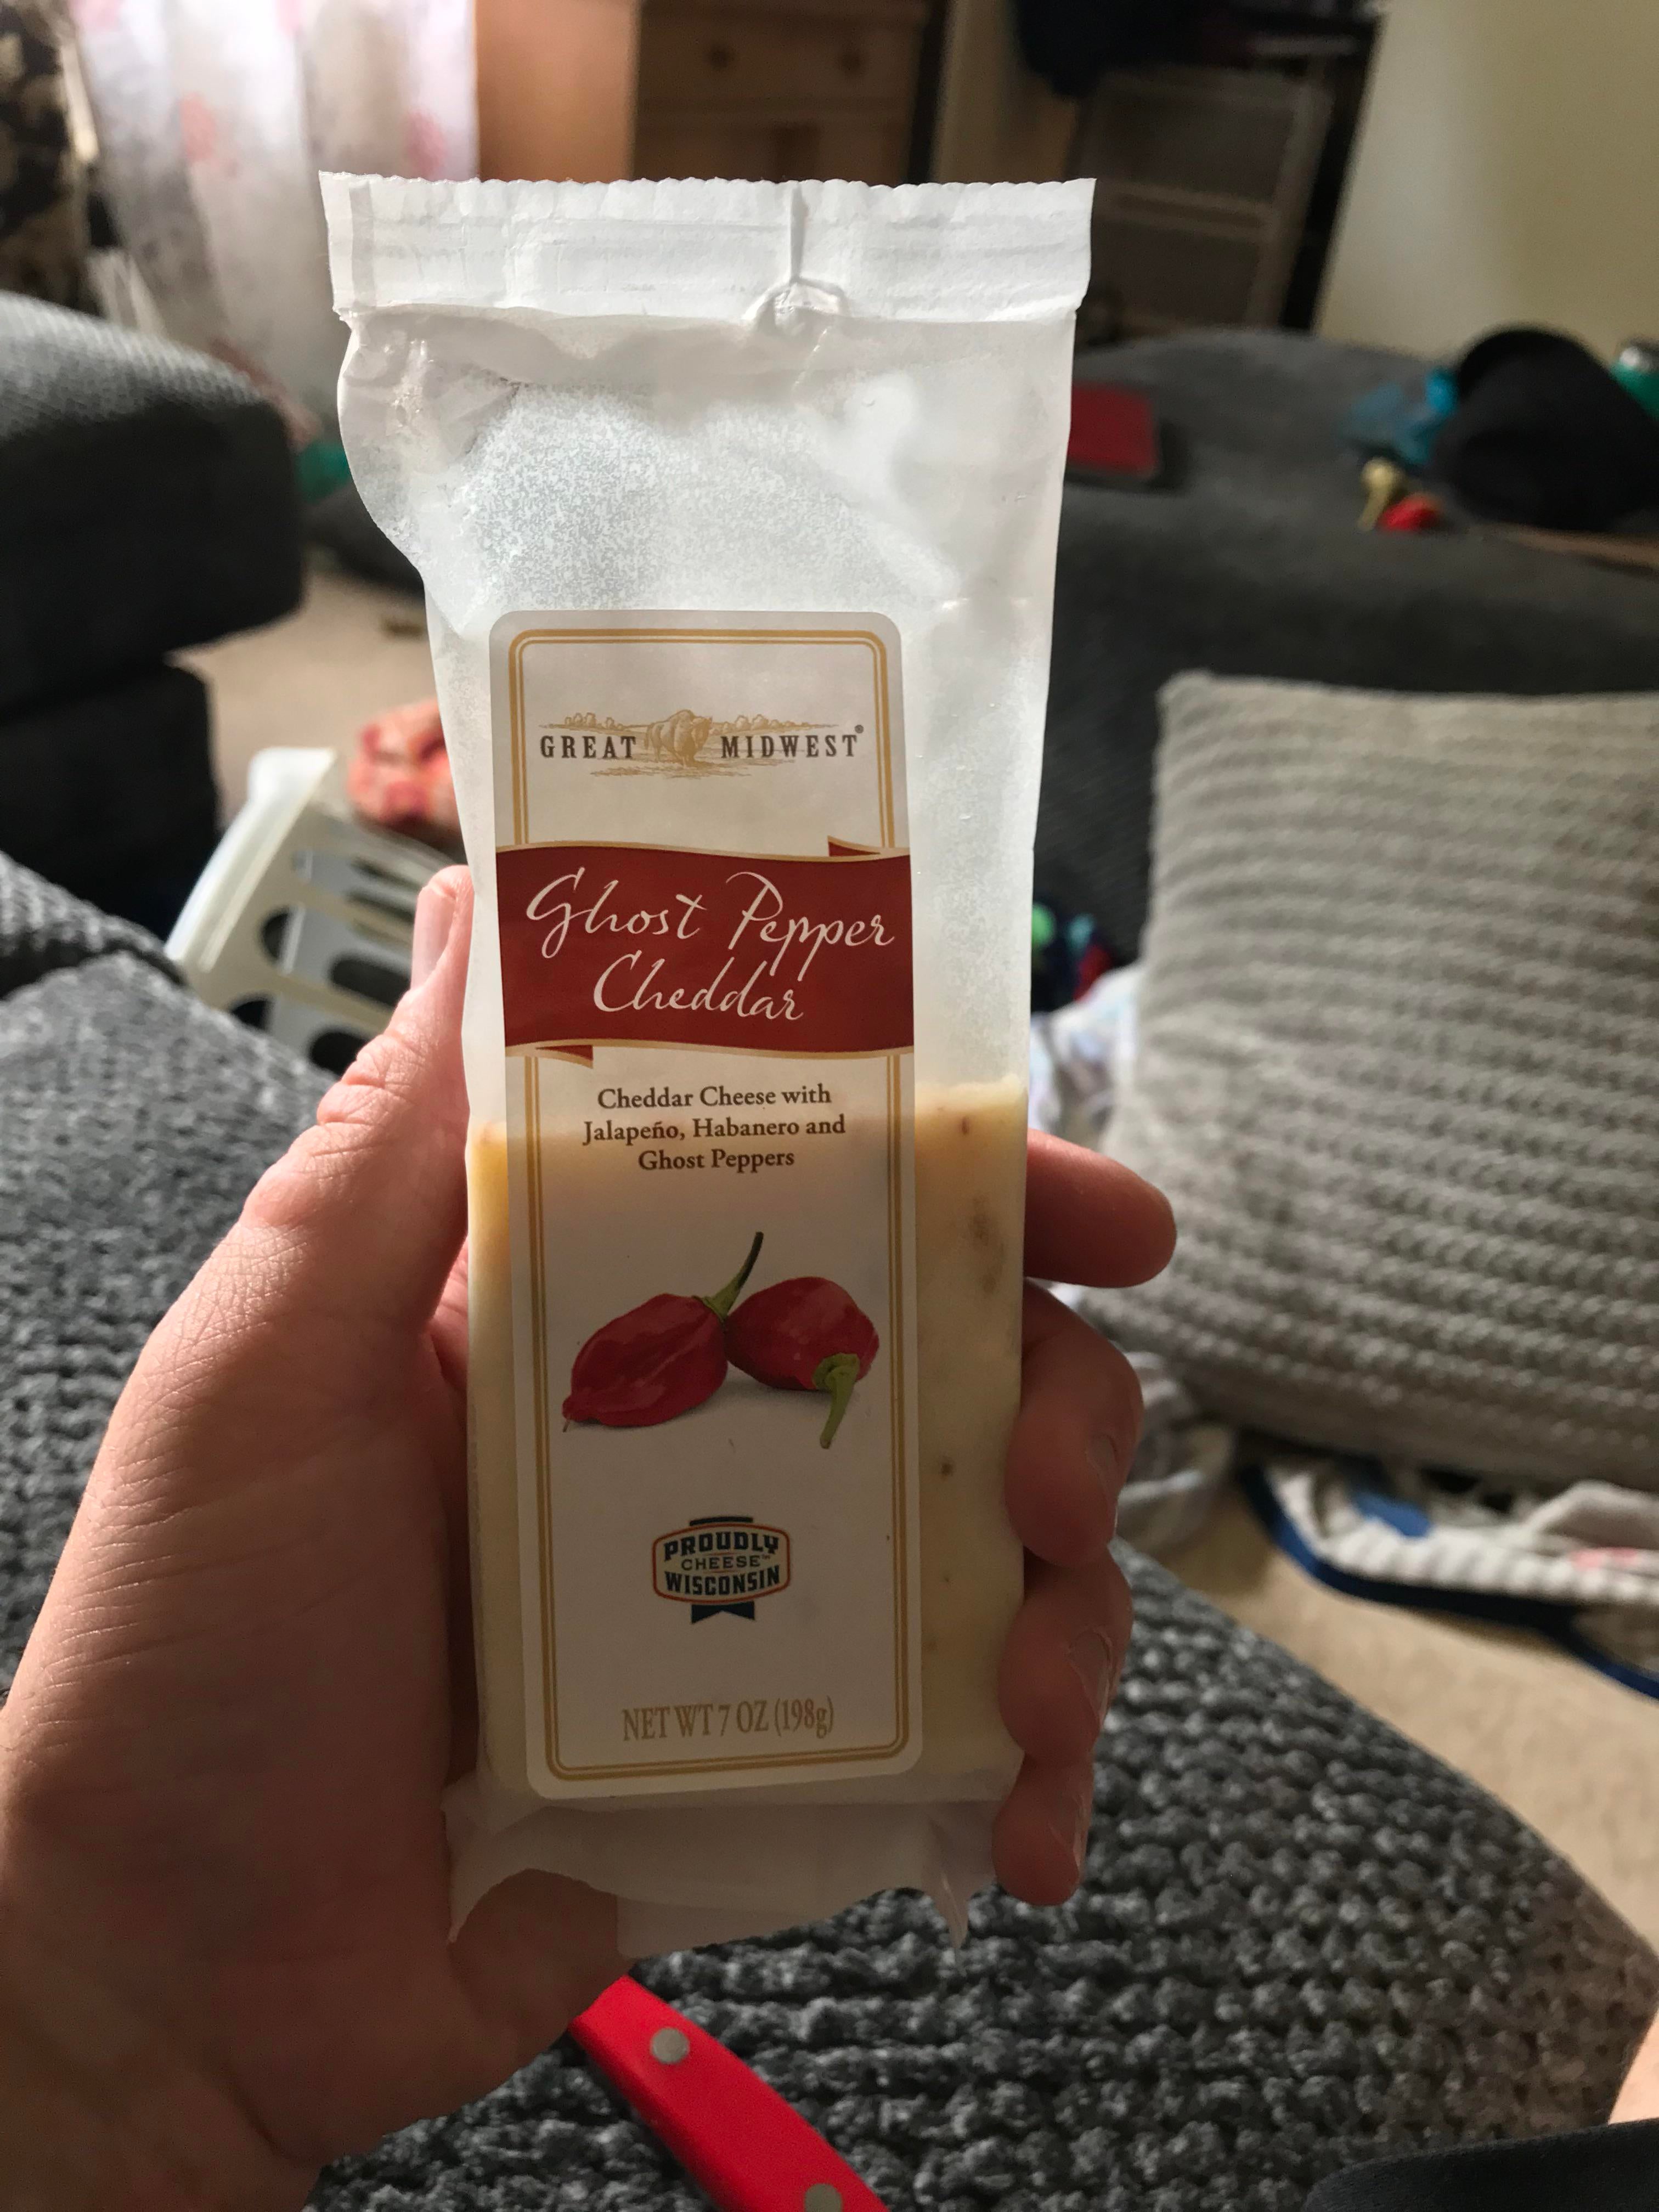 GREAT MIDWEST®
Ghost Pepper
Cheddar
Cheddar Cheese with
Jalapeño, Habanero and
Ghost Peppers
PROUDLY
CHEESE™
WISCONSIN
NET WT 7 OZ (198g)